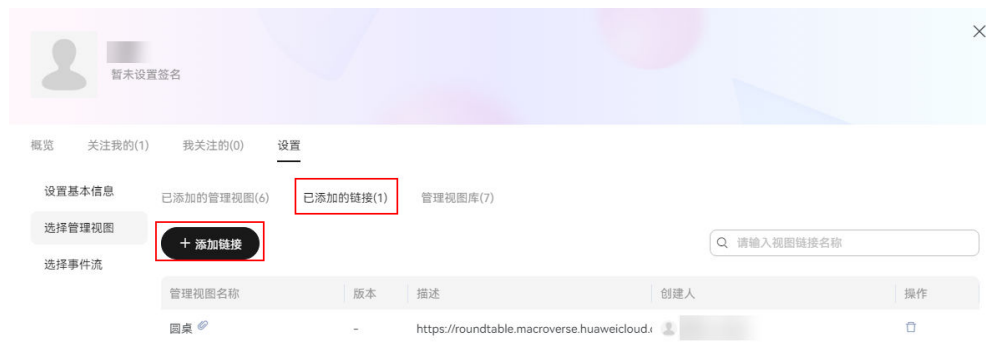 暂未设置签名
概览 关注我的(1) 我关注的(0) 设置
设置基本信息
选择管理视图
选择事件流
已添加的管理视图(6) 已添加的链接(1) 管理视图库(7)
+ 添加链接
请输入视图链接名称
管理视图名称 版本 描述 创建人 操作
圆桌 - https://roundtable.macroverse.huaweicloud.